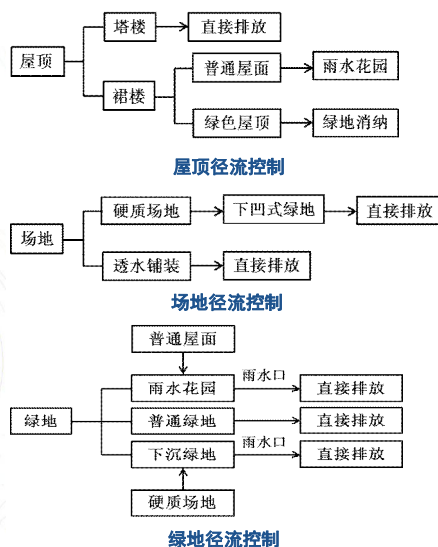 塔楼
直接排放
屋顶
普通屋面
雨水花园
裙楼
绿色屋顶
绿地消纳
屋顶径流控制
硬质场地
下凹式绿地
直接排放
场地
透水铺装
直接排放
场地径流控制
普通屋面
雨水花园
雨水口
直接排放
绿地
普通绿地
直接排放
下沉绿地
雨水口
直接排放
硬质场地
绿地径流控制